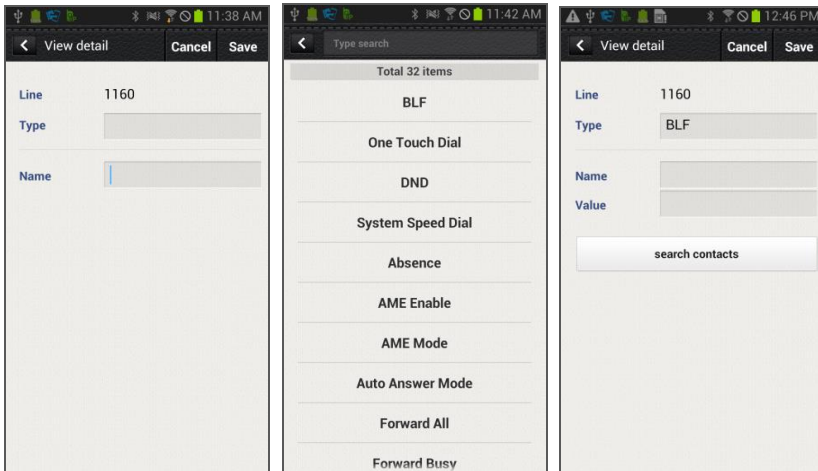 11:38 AM
View detail
Cancel
Save
Line
1160
Type
Name
11:42 AM
Type search
Total 32 items
BLF
One Touch Dial
DND
System Speed Dial
Absence
AME Enable
AME Mode
Auto Answer Mode
Forward All
Forward Busy
12:46 PM
View detail
Cancel
Save
Line
1160
Type
BLF
Name
Value
search contacts